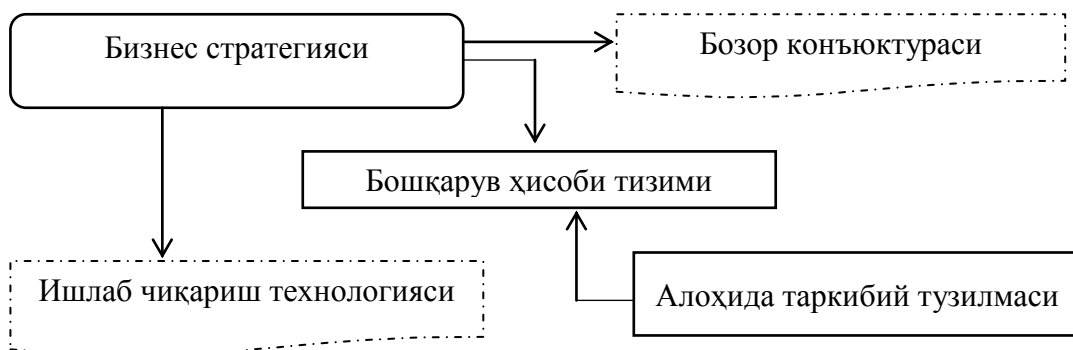 Бизнес стратегияси
Бозор конъюктураси
Бошқарув ҳисоби тизими
Ишлаб чиқариш технологияси
Алоҳида таркибий тузилмаси